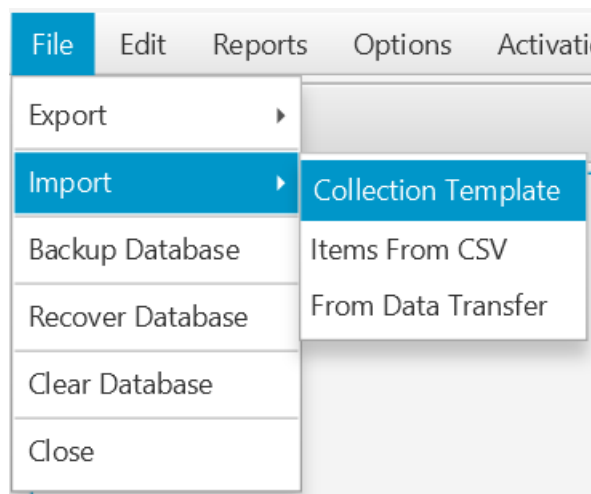 File Edit Reports Options
Export
Import
Collection Template
Items From CSV
From Data Transfer
Backup Database
Recover Database
Clear Database
Close